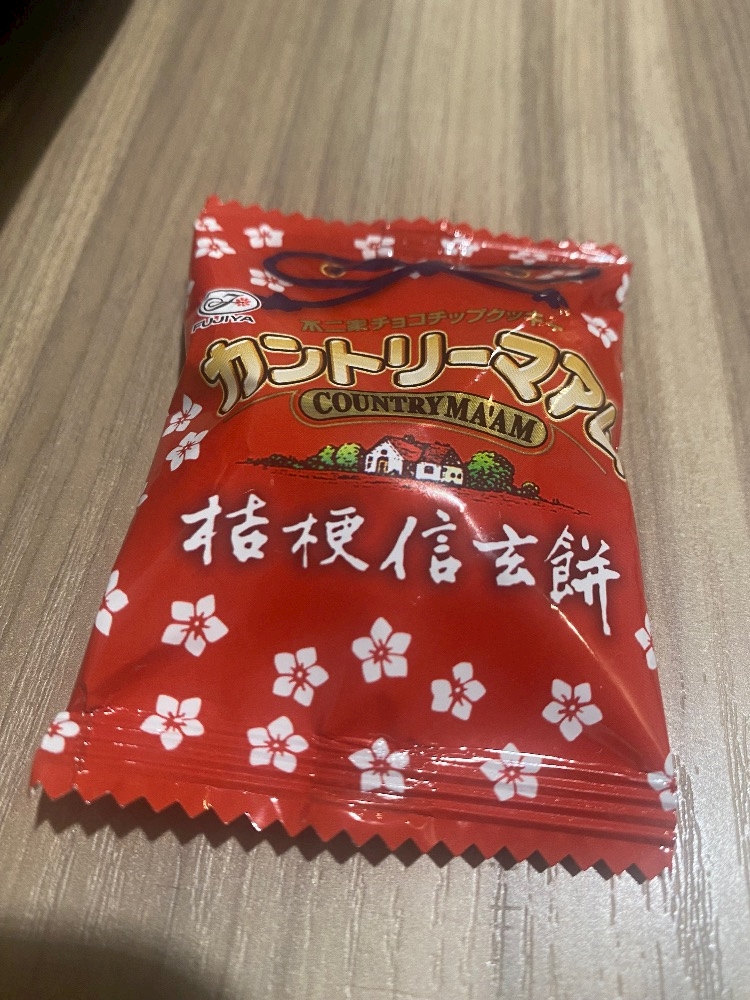 FUJIYA
不二家チョコチップクッキー
カントリーマアム
COUNTRY MA'AM
桔梗信玄餅